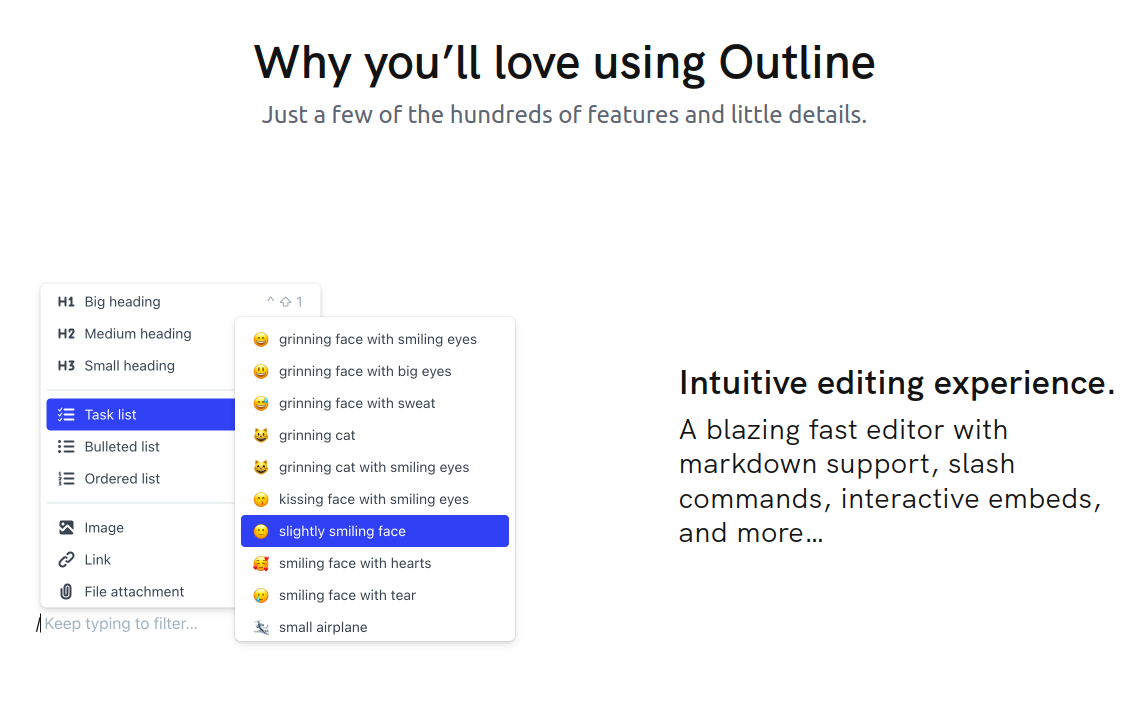 Why you’ll love using Outline
Just a few of the hundreds of features and little details.
H1 Big heading ^ ⇧ 1
H2 Medium heading
H3 Small heading
Task list
Bulleted list
Ordered list
Image
Link
File attachment
/Keep typing to filter...
grinning face with smiling eyes
grinning face with big eyes
grinning face with sweat
grinning cat
grinning cat with smiling eyes
kissing face with smiling eyes
slightly smiling face
smiling face with hearts
smiling face with tear
small airplane
Intuitive editing experience.
A blazing fast editor with
markdown support, slash
commands, interactive embeds,
and more…